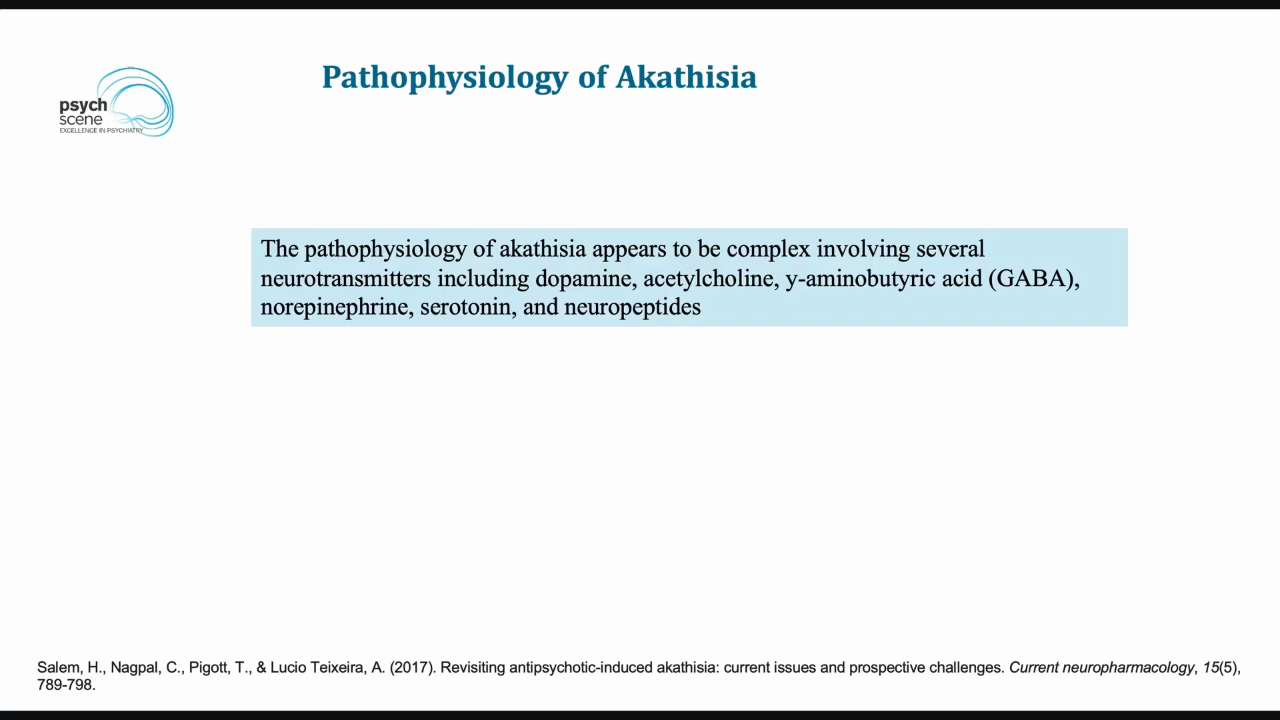 Pathophysiology of Akathisia
psych
scene
EXCELLENCE IN PSYCHIATRY
The pathophysiology of akathisia appears to be complex involving several
neurotransmitters including dopamine, acetylcholine, y-aminobutyric acid (GABA),
norepinephrine, serotonin, and neuropeptides
Salem, H., Nagpal, C., Pigott, T., & Lucio Teixeira, A. (2017). Revisiting antipsychotic-induced akathisia: current issues and prospective challenges. Current neuropharmacology, 15(5),
789-798.